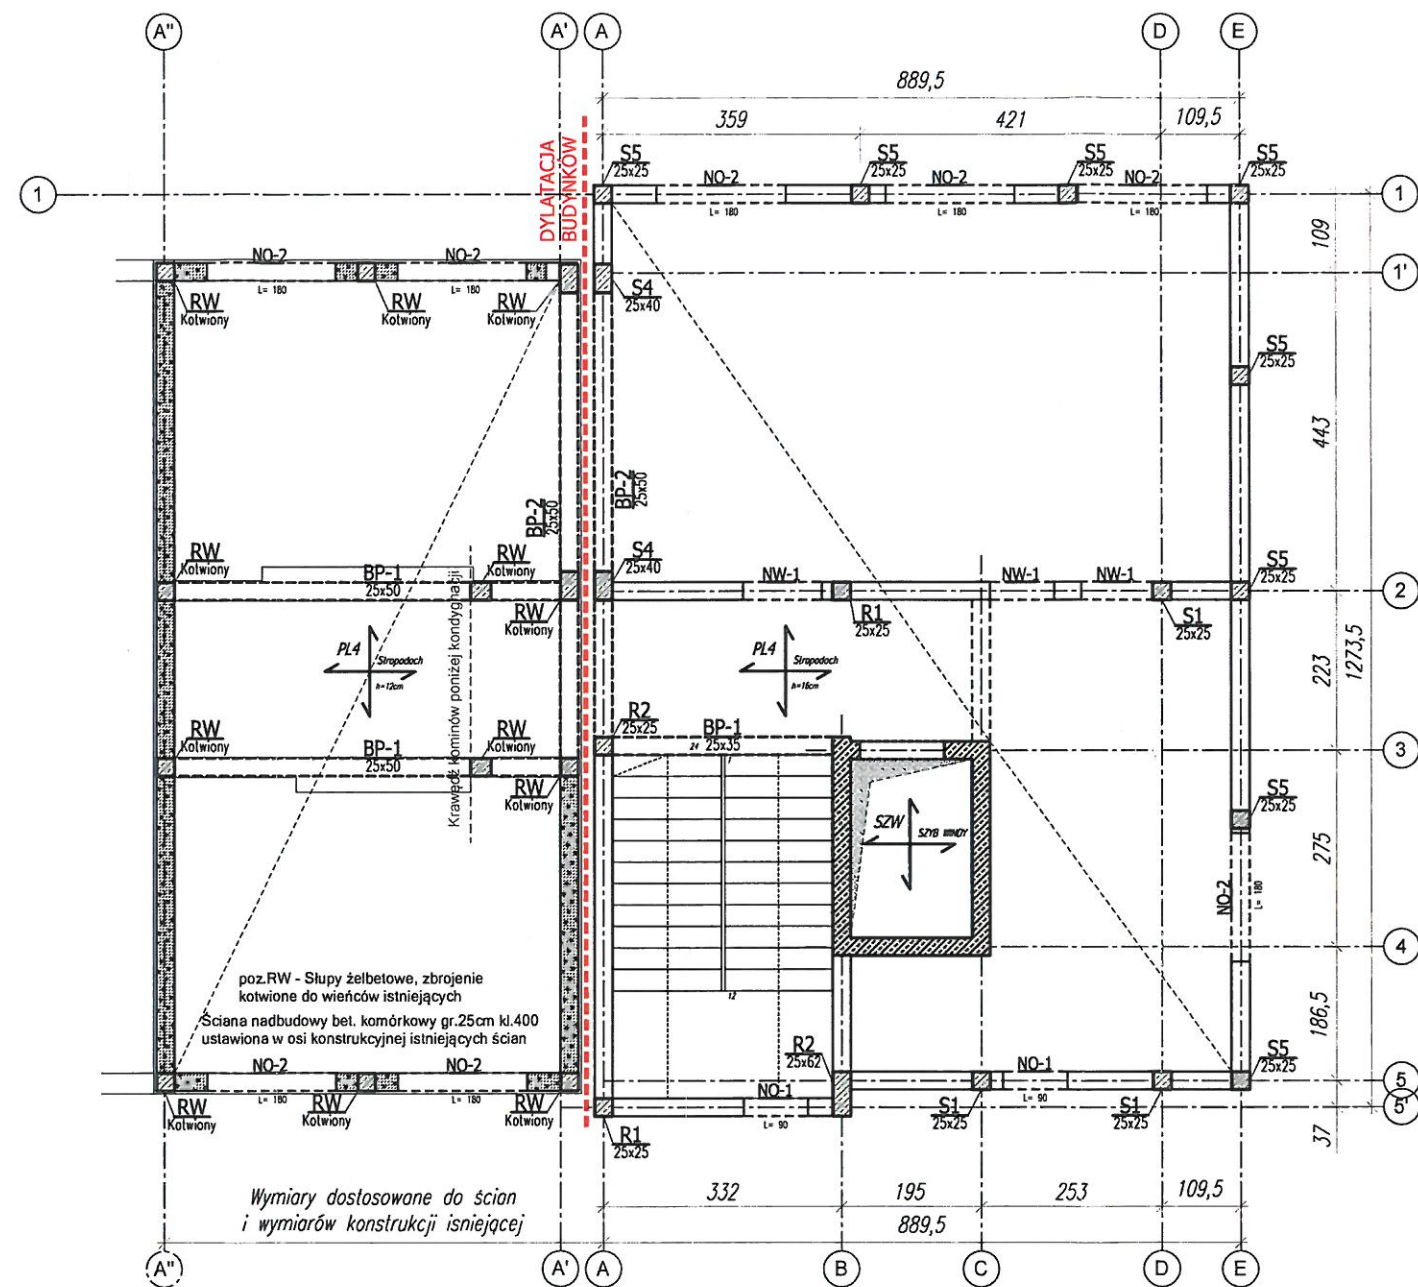 A"
A'
A
D
E
889,5
359
421
109,5
DYLATACJA
BUDYNKÓW
S5
25x25
S5
25x25
S5
25x25
S5
25x25
1
NO-2
L= 180
NO-2
L= 180
NO-2
L= 180
1
109
NO-2
L= 180
NO-2
L= 180
1'
RW
Kotwiony
RW
Kotwiony
RW
Kotwiony
S4
25x40
S5
25x25
443
BP-2
25x50
BP-2
25x50
RW
Kotwiony
BP-1
25x50
RW
Kotwiony
RW
Kotwiony
S4
25x40
NW-1
NW-1
NW-1
S5
25x25
2
R1
25x25
S1
25x25
Krawędź kominów poniżej kondygnacji
PL4
Stropodach
h=12cm
PL4
Stropodach
h=16cm
223
1273,5
RW
Kotwiony
BP-1
25x50
RW
Kotwiony
RW
Kotwiony
R2
25x25
BP-1
24
25x35
1
3
S5
25x25
SZW
SZYB WINDY
275
NO-2
L= 180
4
12
poz.RW - Słupy żelbetowe, zbrojenie
kotwione do wieńców istniejących
Ściana nadbudowy bet. komórkowy gr.25cm kl.400
ustawiona w osi konstrukcyjnej istniejących ścian
186,5
NO-2
L= 180
NO-2
L= 180
R2
25x62
NO-1
L= 90
S5
25x25
5
RW
Kotwiony
RW
Kotwiony
RW
Kotwiony
NO-1
L= 90
S1
25x25
S1
25x25
5'
R1
25x25
37
Wymiary dostosowane do ścian
i wymiarów konstrukcji isniejącej
332
195
253
109,5
889,5
A"
A'
A
B
C
D
E